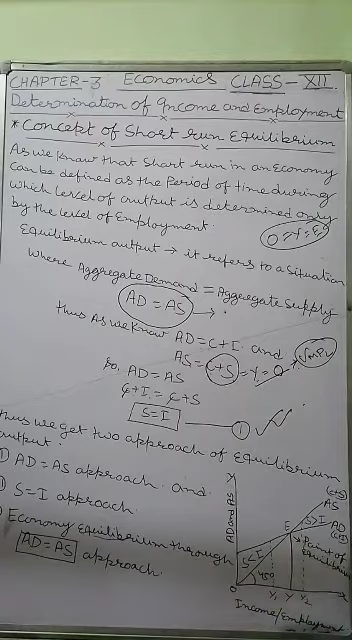 CHAPTER-3 Economics CLASS-XII
Determination of Income and Employment
* Concept of Short run Equilibrium
As we know that Short run in an Economy
can be defined as the Period of time during
which level of output is determined only
by the level of Employment.
Equilibrium output → it refers to a situation
where Aggregate Demand = Aggregate Supply
AD = AS →
thus As we know AD = C+I and
AS = C+S = Y = O
So, AD = AS
C+I = C+S
S=I ①
thus we get two approach of Equilibrium
output:
① AD=AS approach and
S=I approach.
Economy Equilibrium through
AD=AS approach.
Y
AD and AS
(C+S)
AS
S>I AD
(C+I)
E
Point of
Equilibrium
S<I
45°
O Y1 Y Y2 X
Income/Employment